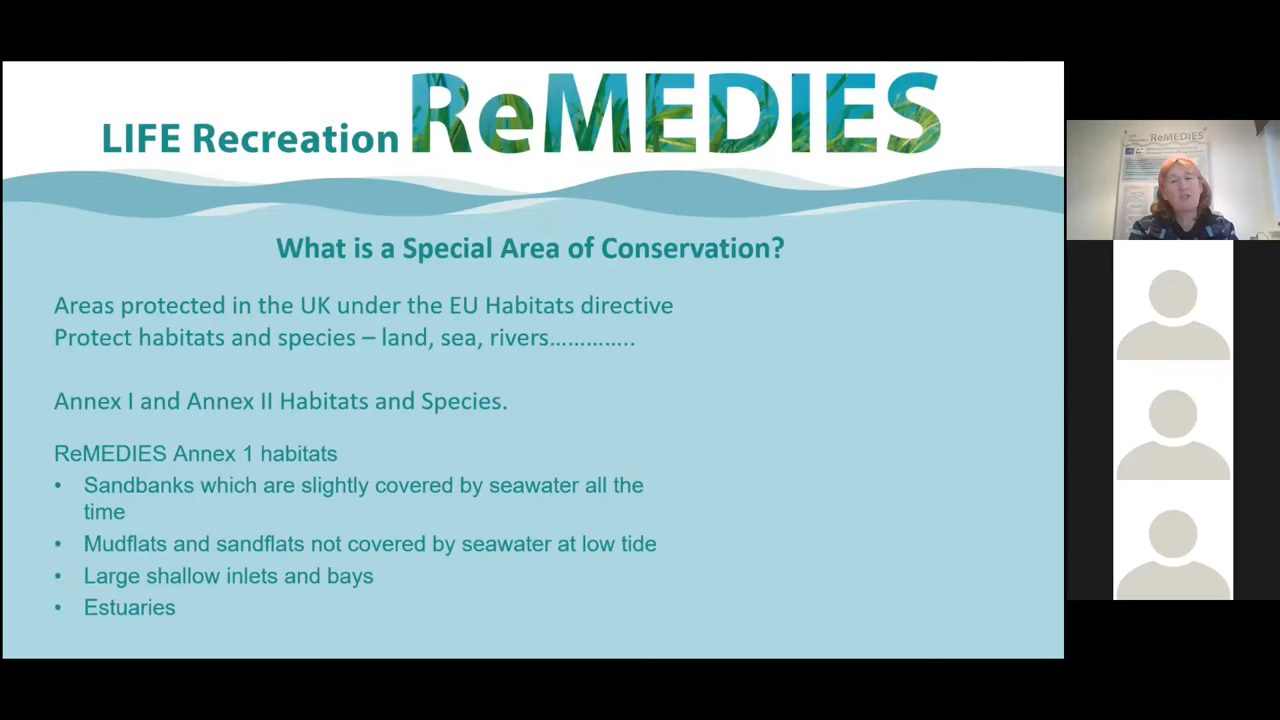 LIFE Recreation ReMEDIES
What is a Special Area of Conservation?
Areas protected in the UK under the EU Habitats directive
Protect habitats and species – land, sea, rivers…………..
Annex I and Annex II Habitats and Species.
ReMEDIES Annex 1 habitats
• Sandbanks which are slightly covered by seawater all the
time
• Mudflats and sandflats not covered by seawater at low tide
• Large shallow inlets and bays
• Estuaries
ReMEDIES